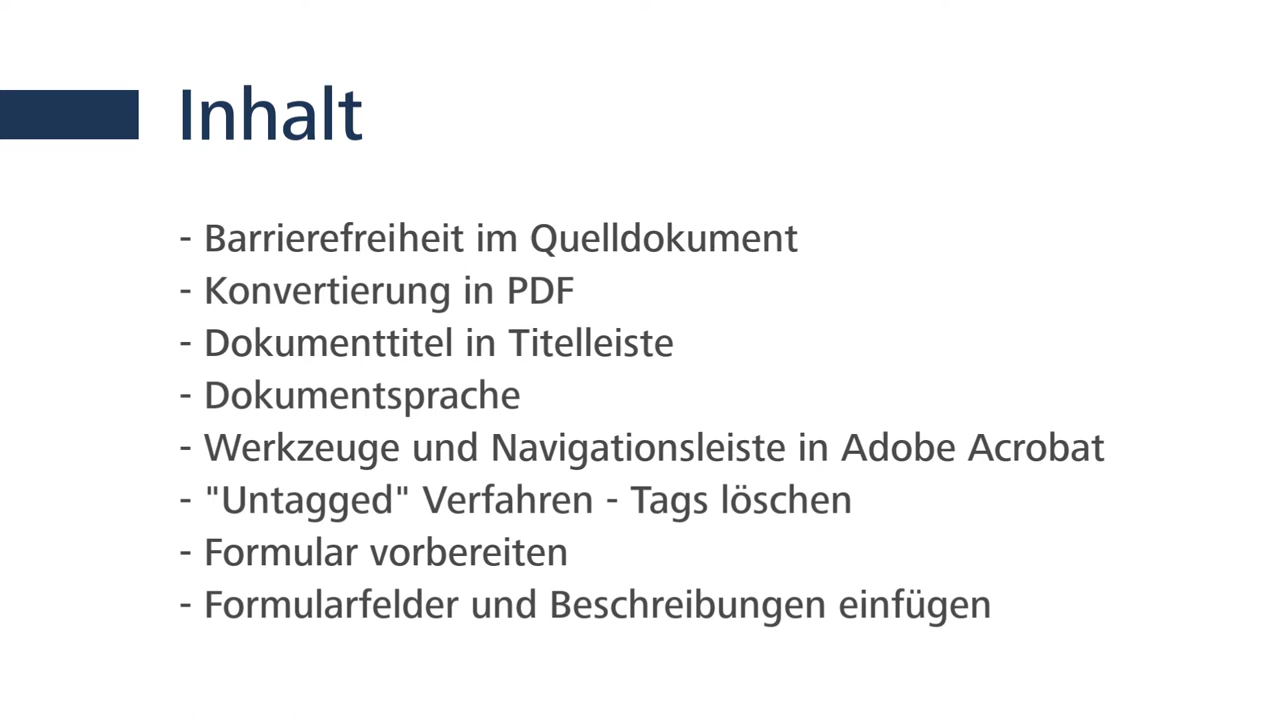 Inhalt
- Barrierefreiheit im Quelldokument
- Konvertierung in PDF
- Dokumenttitel in Titelleiste
- Dokumentsprache
- Werkzeuge und Navigationsleiste in Adobe Acrobat
- "Untagged" Verfahren - Tags löschen
- Formular vorbereiten
- Formularfelder und Beschreibungen einfügen